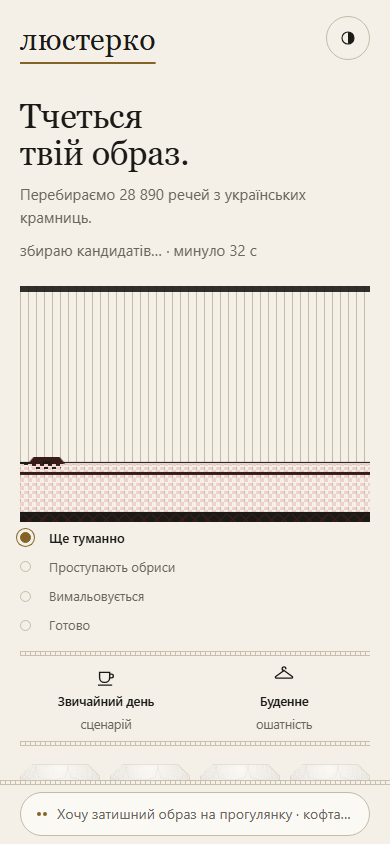 люстерко
Тчеться
твій образ.
Перебираємо 28 890 речей з українських
крамниць.
збираю кандидатів... · минуло 32 с
Ще туманно
Проступають обриси
Вимальовується
Готово
Звичайний день
Буденне
сценарій
ошатність
Хочу затишний образ на прогулянку · кофта...